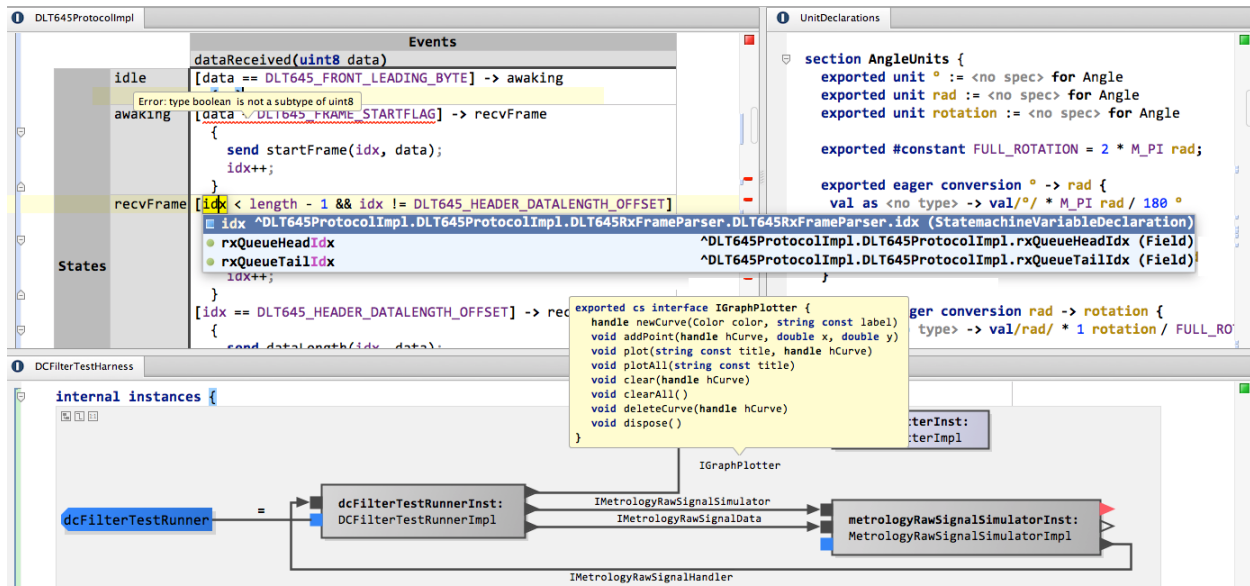 DLT645ProtocolImpl
Events
dataReceived(uint8 data)
idle [data == DLT645_FRONT_LEADING_BYTE] -> awaking
Error: type boolean is not a subtype of uint8
awaking [data DLT645_FRAME_STARTFLAG] -> recvFrame
{
send startFrame(idx, data);
idx++;
}
recvFrame [idx < length - 1 && idx != DLT645_HEADER_DATALENGTH_OFFSET]
idx ^DLT645ProtocolImpl.DLT645ProtocolImpl.DLT645RxFrameParser.DLT645RxFrameParser.idx (StatemachineVariableDeclaration)
rxQueueHeadIdx ^DLT645ProtocolImpl.DLT645ProtocolImpl.rxQueueHeadIdx (Field)
rxQueueTailIdx ^DLT645ProtocolImpl.DLT645ProtocolImpl.rxQueueTailIdx (Field)
States
idx++;
}
[idx == DLT645_HEADER_DATALENGTH_OFFSET] -> rec
{
send dataLength(idx, data);
UnitDeclarations
section AngleUnits {
exported unit ° := <no spec> for Angle
exported unit rad := <no spec> for Angle
exported unit rotation := <no spec> for Angle
exported #constant FULL_ROTATION = 2 * M_PI rad;
exported eager conversion ° -> rad {
val as <no type> -> val/°/ * M_PI rad / 180 °
}
ger conversion rad -> rotation {
type> -> val/rad/ * 1 rotation / FULL_RO
exported cs interface IGraphPlotter {
handle newCurve(Color color, string const label)
void addPoint(handle hCurve, double x, double y)
void plot(string const title, handle hCurve)
void plotAll(string const title)
void clear(handle hCurve)
void clearAll()
void deleteCurve(handle hCurve)
void dispose()
}
DCFilterTestHarness
internal instances {
terInst:
terImpl
IGraphPlotter
dcFilterTestRunner
=
dcFilterTestRunnerInst:
DCFilterTestRunnerImpl
IMetrologyRawSignalSimulator
IMetrologyRawSignalData
metrologyRawSignalSimulatorInst:
MetrologyRawSignalSimulatorImpl
IMetrologyRawSignalHandler